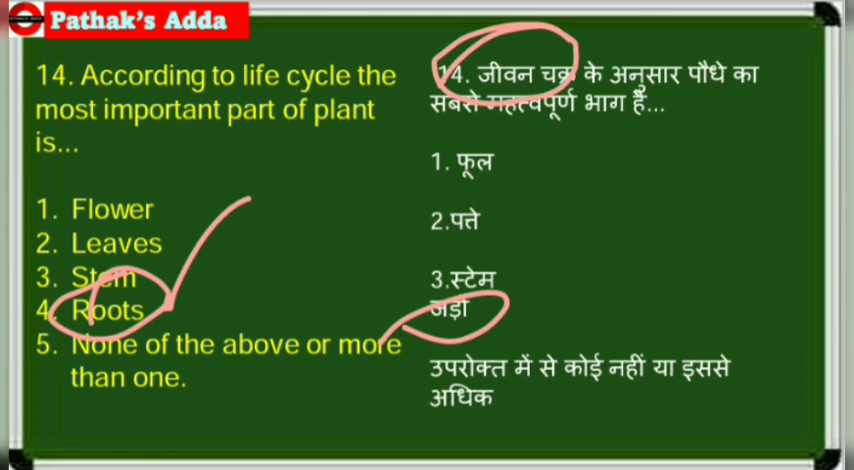 Pathak's Adda
14. According to life cycle the
most important part of plant
is...
1. Flower
2. Leaves
3. Stem
4. Roots
5. None of the above or more
than one.
14. जीवन चक्र के अनुसार पौधे का
सबसे महत्वपूर्ण भाग है...
1. फूल
2.पत्ते
3.स्टेम
जड़ों
उपरोक्त में से कोई नहीं या इससे
अधिक